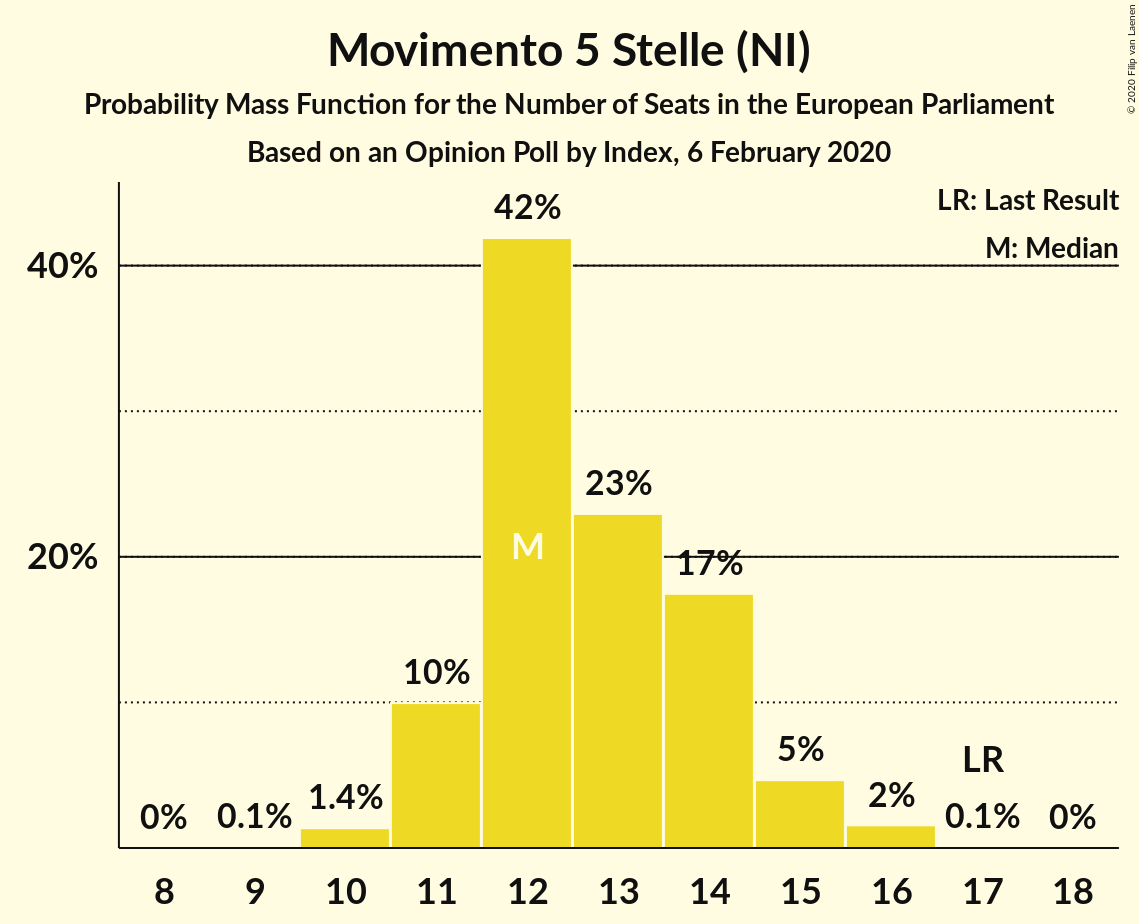 Movimento 5 Stelle (NI)
Probability Mass Function for the Number of Seats in the European Parliament
Based on an Opinion Poll by Index, 6 February 2020
© 2020 Filip van Laenen
LR: Last Result
M: Median
40%
20%
0%
0.1%
1.4%
10%
42%
M
23%
17%
5%
2%
LR
0.1%
0%
8 9 10 11 12 13 14 15 16 17 18